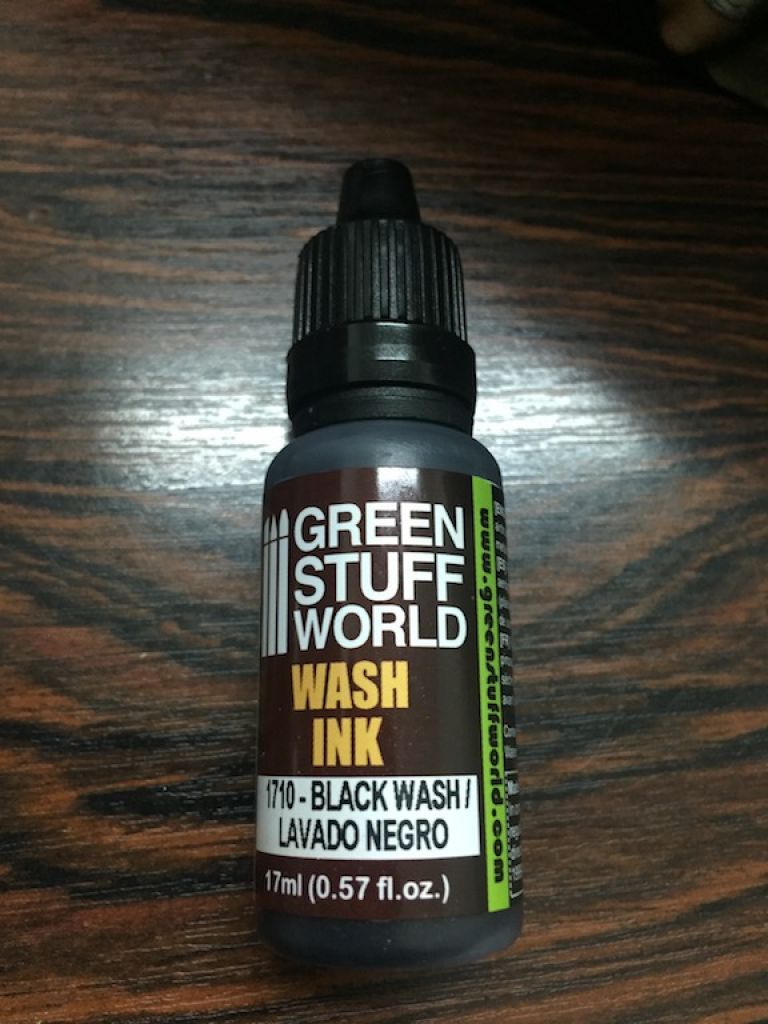 GREEN
STUFF
WORLD
WASH
INK
1710 - BLACK WASH /
LAVADO NEGRO
17ml (0.57 fl.oz.)
www.greenstuffworld.com